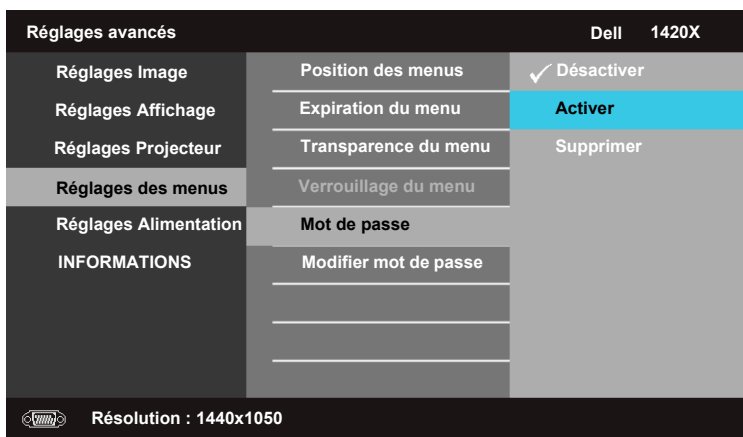 Réglages avancés
Dell 1420X
Réglages Image
Réglages Affichage
Réglages Projecteur
Réglages des menus
Réglages Alimentation
INFORMATIONS
Position des menus
Expiration du menu
Transparence du menu
Verrouillage du menu
Mot de passe
Modifier mot de passe
Désactiver
Activer
Supprimer
Résolution : 1440x1050